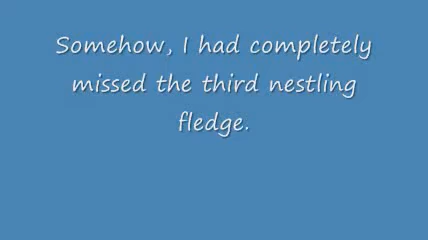 Somehow, I had completely
missed the third nestling
fledge.